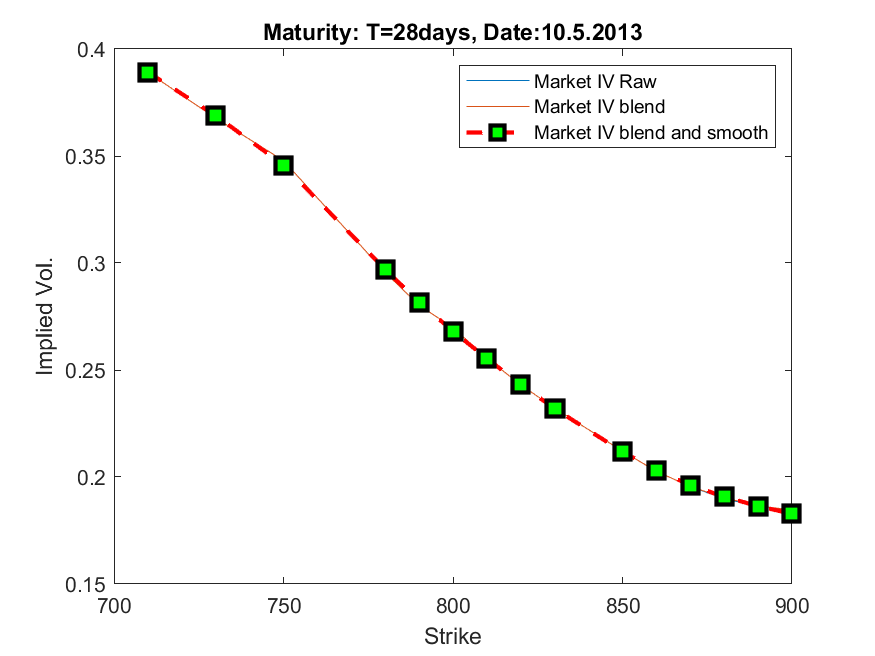 Maturity: T=28days, Date:10.5.2013
Market IV Raw
Market IV blend
Market IV blend and smooth
0.4
0.35
0.3
0.25
0.2
0.15
Implied Vol.
700
750
800
850
900
Strike